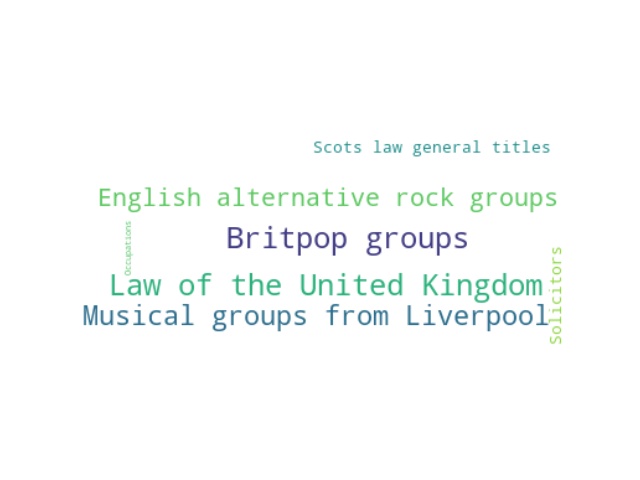 Scots law general titles
English alternative rock groups
Occupations
Britpop groups
Law of the United Kingdom
Solicitors
Musical groups from Liverpool